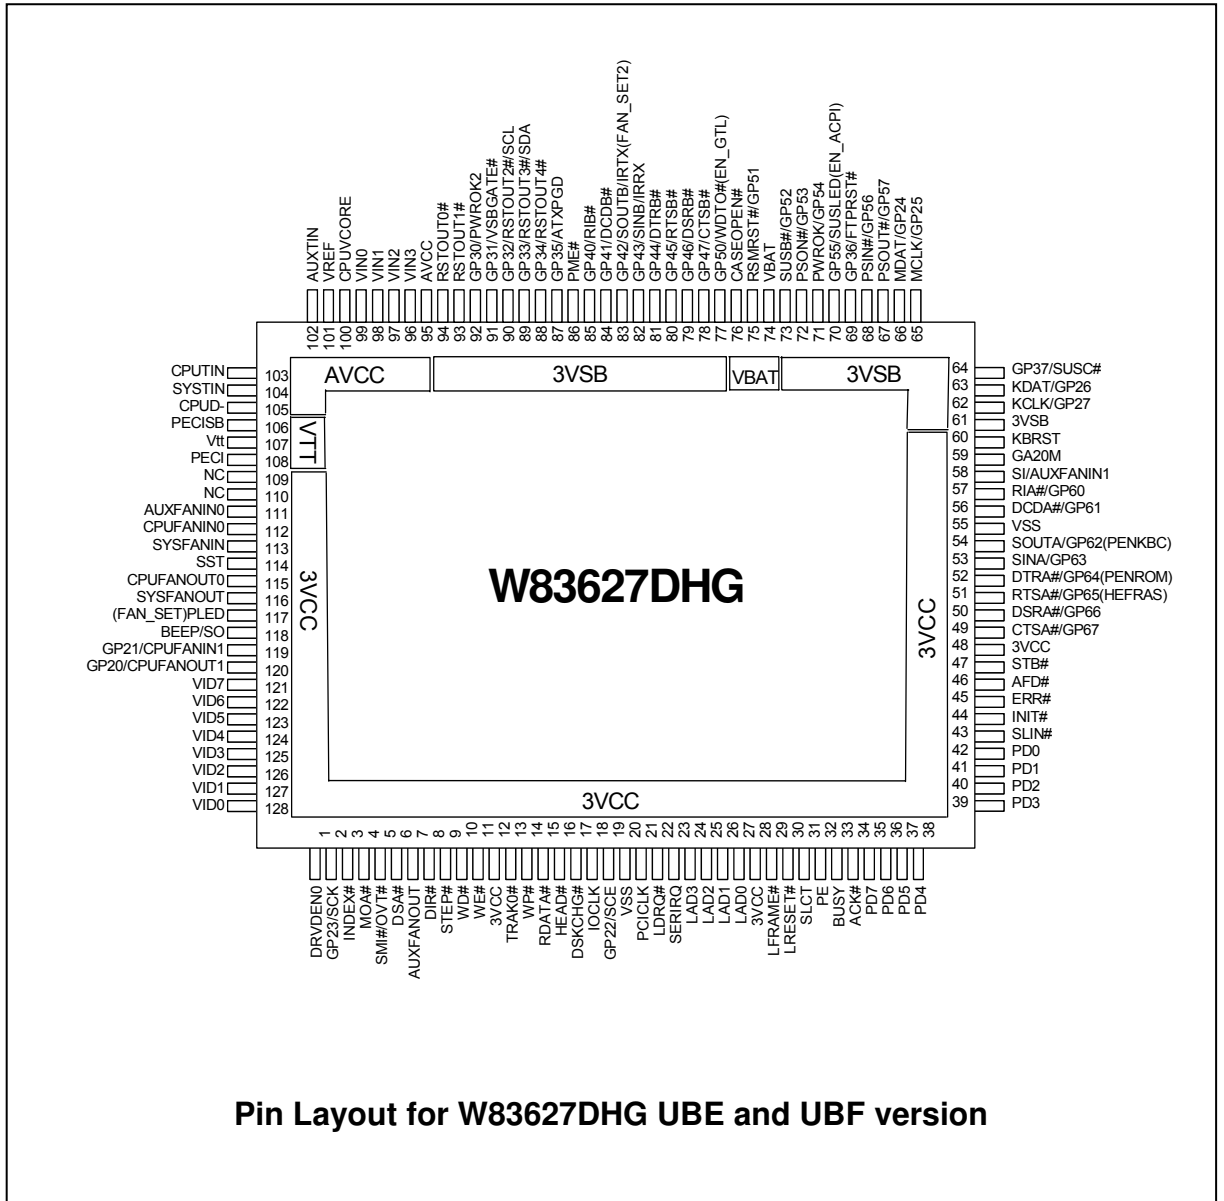 AUXTIN
VREF
CPUVCORE
VIN0
VIN1
VIN2
VIN3
AVCC
RSTOUT0#
RSTOUT1#
GP30/PWROK2
GP31/VSBGATE#
GP32/RSTOUT2#/SCL
GP33/RSTOUT3#/SDA
GP34/RSTOUT4#
GP35/ATXPGD
PME#
GP40/RIB#
GP41/DCDB#
GP42/SOUTB/IRTX(FAN_SET2)
GP43/SINB/IRRX
GP44/DTRB#
GP45/RTSB#
GP46/DSRB#
GP47/CTSB#
GP50/WDTO#(EN_GTL)
CASEOPEN#
RSMRST#/GP51
VBAT
SUSB#/GP52
PSON#/GP53
PWROK/GP54
GP55/SUSLED(EN_ACPI)
GP36/FTPRST#
PSIN#/GP56
PSOUT#/GP57
MDAT/GP24
MCLK/GP25
102
101
100
99
98
97
96
95
94
93
92
91
90
89
88
87
86
85
84
83
82
81
80
79
78
77
76
75
74
73
72
71
70
69
68
67
66
65
AVCC
3VSB
VBAT
3VSB
CPUTIN 103
SYSTIN 104
CPUD- 105
PECISB 106
Vtt 107
PECI 108
NC 109
NC 110
AUXFANIN0 111
CPUFANIN0 112
SYSFANIN 113
SST 114
CPUFANOUT0 115
SYSFANOUT 116
(FAN_SET)PLED 117
BEEP/SO 118
GP21/CPUFANIN1 119
GP20/CPUFANOUT1 120
VID7 121
VID6 122
VID5 123
VID4 124
VID3 125
VID2 126
VID1 127
VID0 128
VTT
3VCC
W83627DHG
3VCC
3VCC
64 GP37/SUSC#
63 KDAT/GP26
62 KCLK/GP27
61 3VSB
60 KBRST
59 GA20M
58 SI/AUXFANIN1
57 RIA#/GP60
56 DCDA#/GP61
55 VSS
54 SOUTA/GP62(PENKBC)
53 SINA/GP63
52 DTRA#/GP64(PENROM)
51 RTSA#/GP65(HEFRAS)
50 DSRA#/GP66
49 CTSA#/GP67
48 3VCC
47 STB#
46 AFD#
45 ERR#
44 INIT#
43 SLIN#
42 PD0
41 PD1
40 PD2
39 PD3
1
2
3
4
5
6
7
8
9
10
11
12
13
14
15
16
17
18
19
20
21
22
23
24
25
26
27
28
29
30
31
32
33
34
35
36
37
38
DRVDEN0
GP23/SCK
INDEX#
MOA#
SMI#/OVT#
DSA#
AUXFANOUT
DIR#
STEP#
WD#
WE#
3VCC
TRAK0#
WP#
RDATA#
HEAD#
DSKCHG#
IOCLK
GP22/SCE
VSS
PCICLK
LDRQ#
SERIRQ
LAD3
LAD2
LAD1
LAD0
3VCC
LFRAME#
LRESET#
SLCT
PE
BUSY
ACK#
PD7
PD6
PD5
PD4
Pin Layout for W83627DHG UBE and UBF version